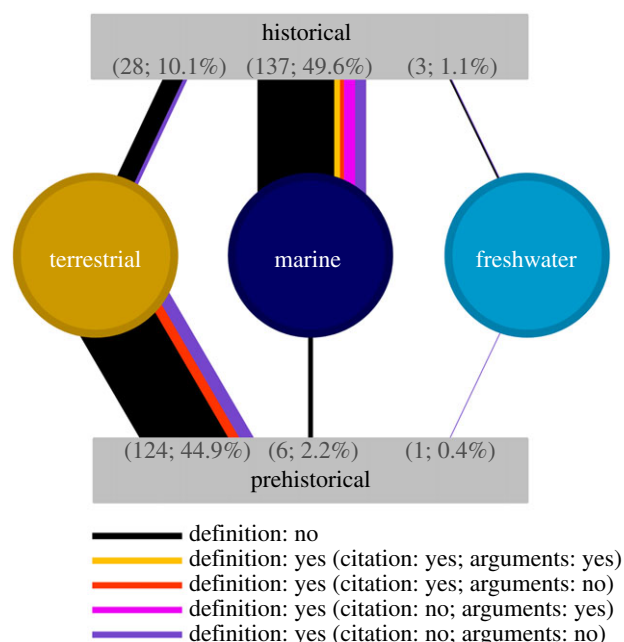 historical
(28; 10.1%) (137; 49.6%) (3; 1.1%)
terrestrial marine freshwater
(124; 44.9%) (6; 2.2%) (1; 0.4%)
prehistorical
definition: no
definition: yes (citation: yes; arguments: yes)
definition: yes (citation: yes; arguments: no)
definition: yes (citation: no; arguments: yes)
definition: yes (citation: no; arguments: no)